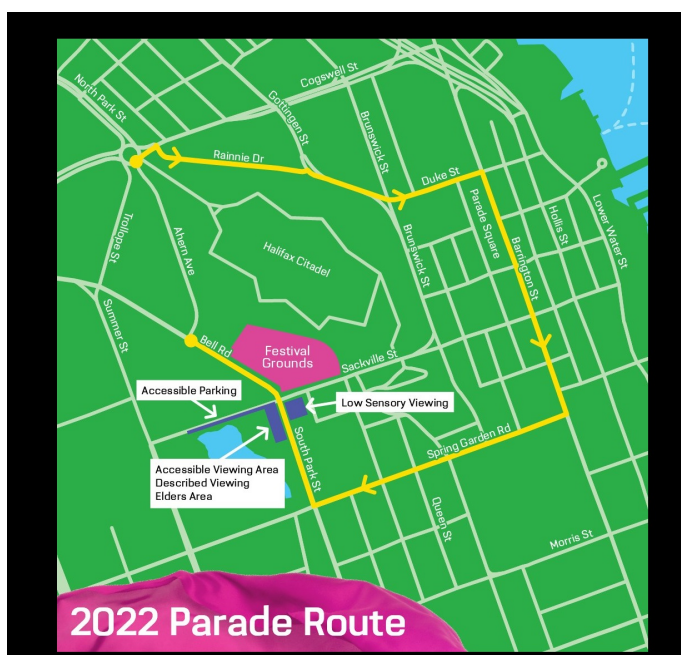 North Park St
Cogswell St
Gottingen St
Brunswick St
Rainnie Dr
Duke St
Parade Square
Hollis St
Lower Water St
Trollope St
Ahern Ave
Halifax Citadel
Brunswick St
Barrington St
Summer St
Bell Rd
Festival
Grounds
Sackville St
Accessible Parking
Low Sensory Viewing
South Park St
Spring Garden Rd
Accessible Viewing Area
Described Viewing
Elders Area
Queen St
Morris St
2022 Parade Route